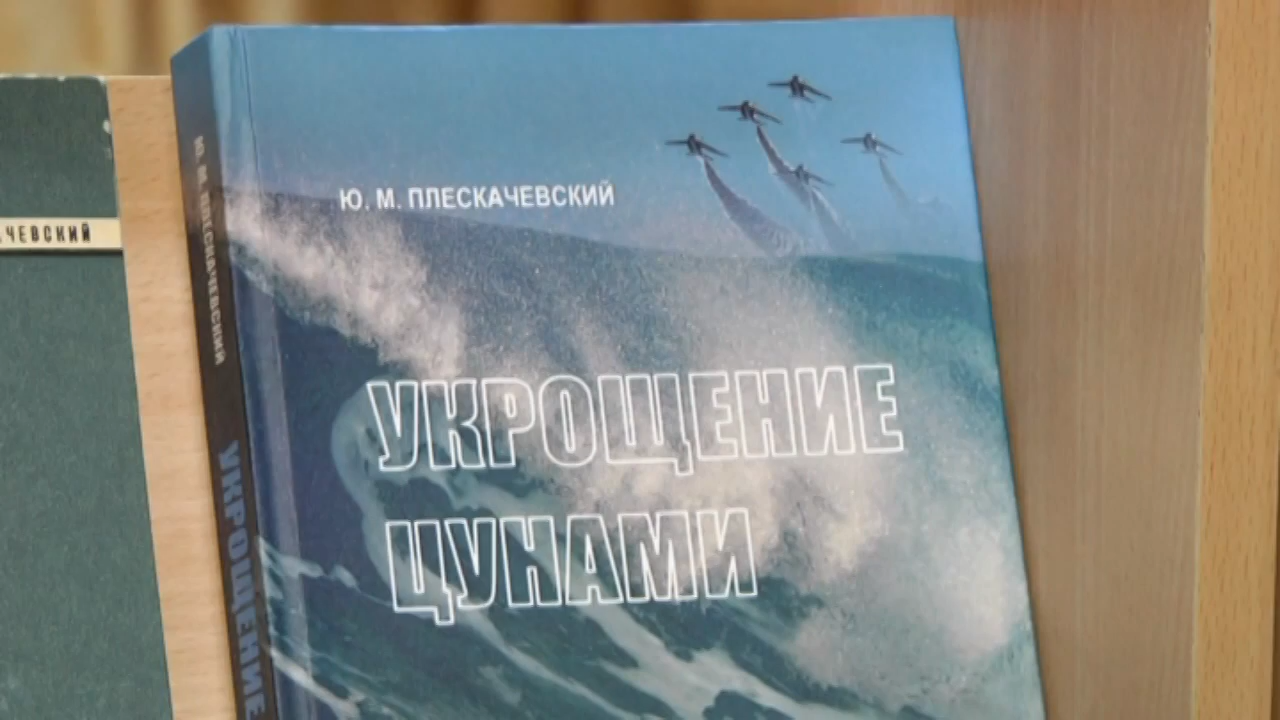 Ю. М. ПЛЕСКАЧЕВСКИЙ
УКРОЩЕНИЕ
ЦУНАМИ
Ю. М. ПЛЕСКАЧЕВСКИЙ
УКРОЩЕНИЕ
ЧЕВСКИЙ